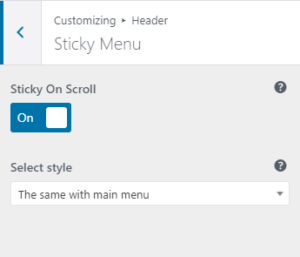 Customizing ▸ Header
Sticky Menu
Sticky On Scroll
On
Select style
The same with main menu